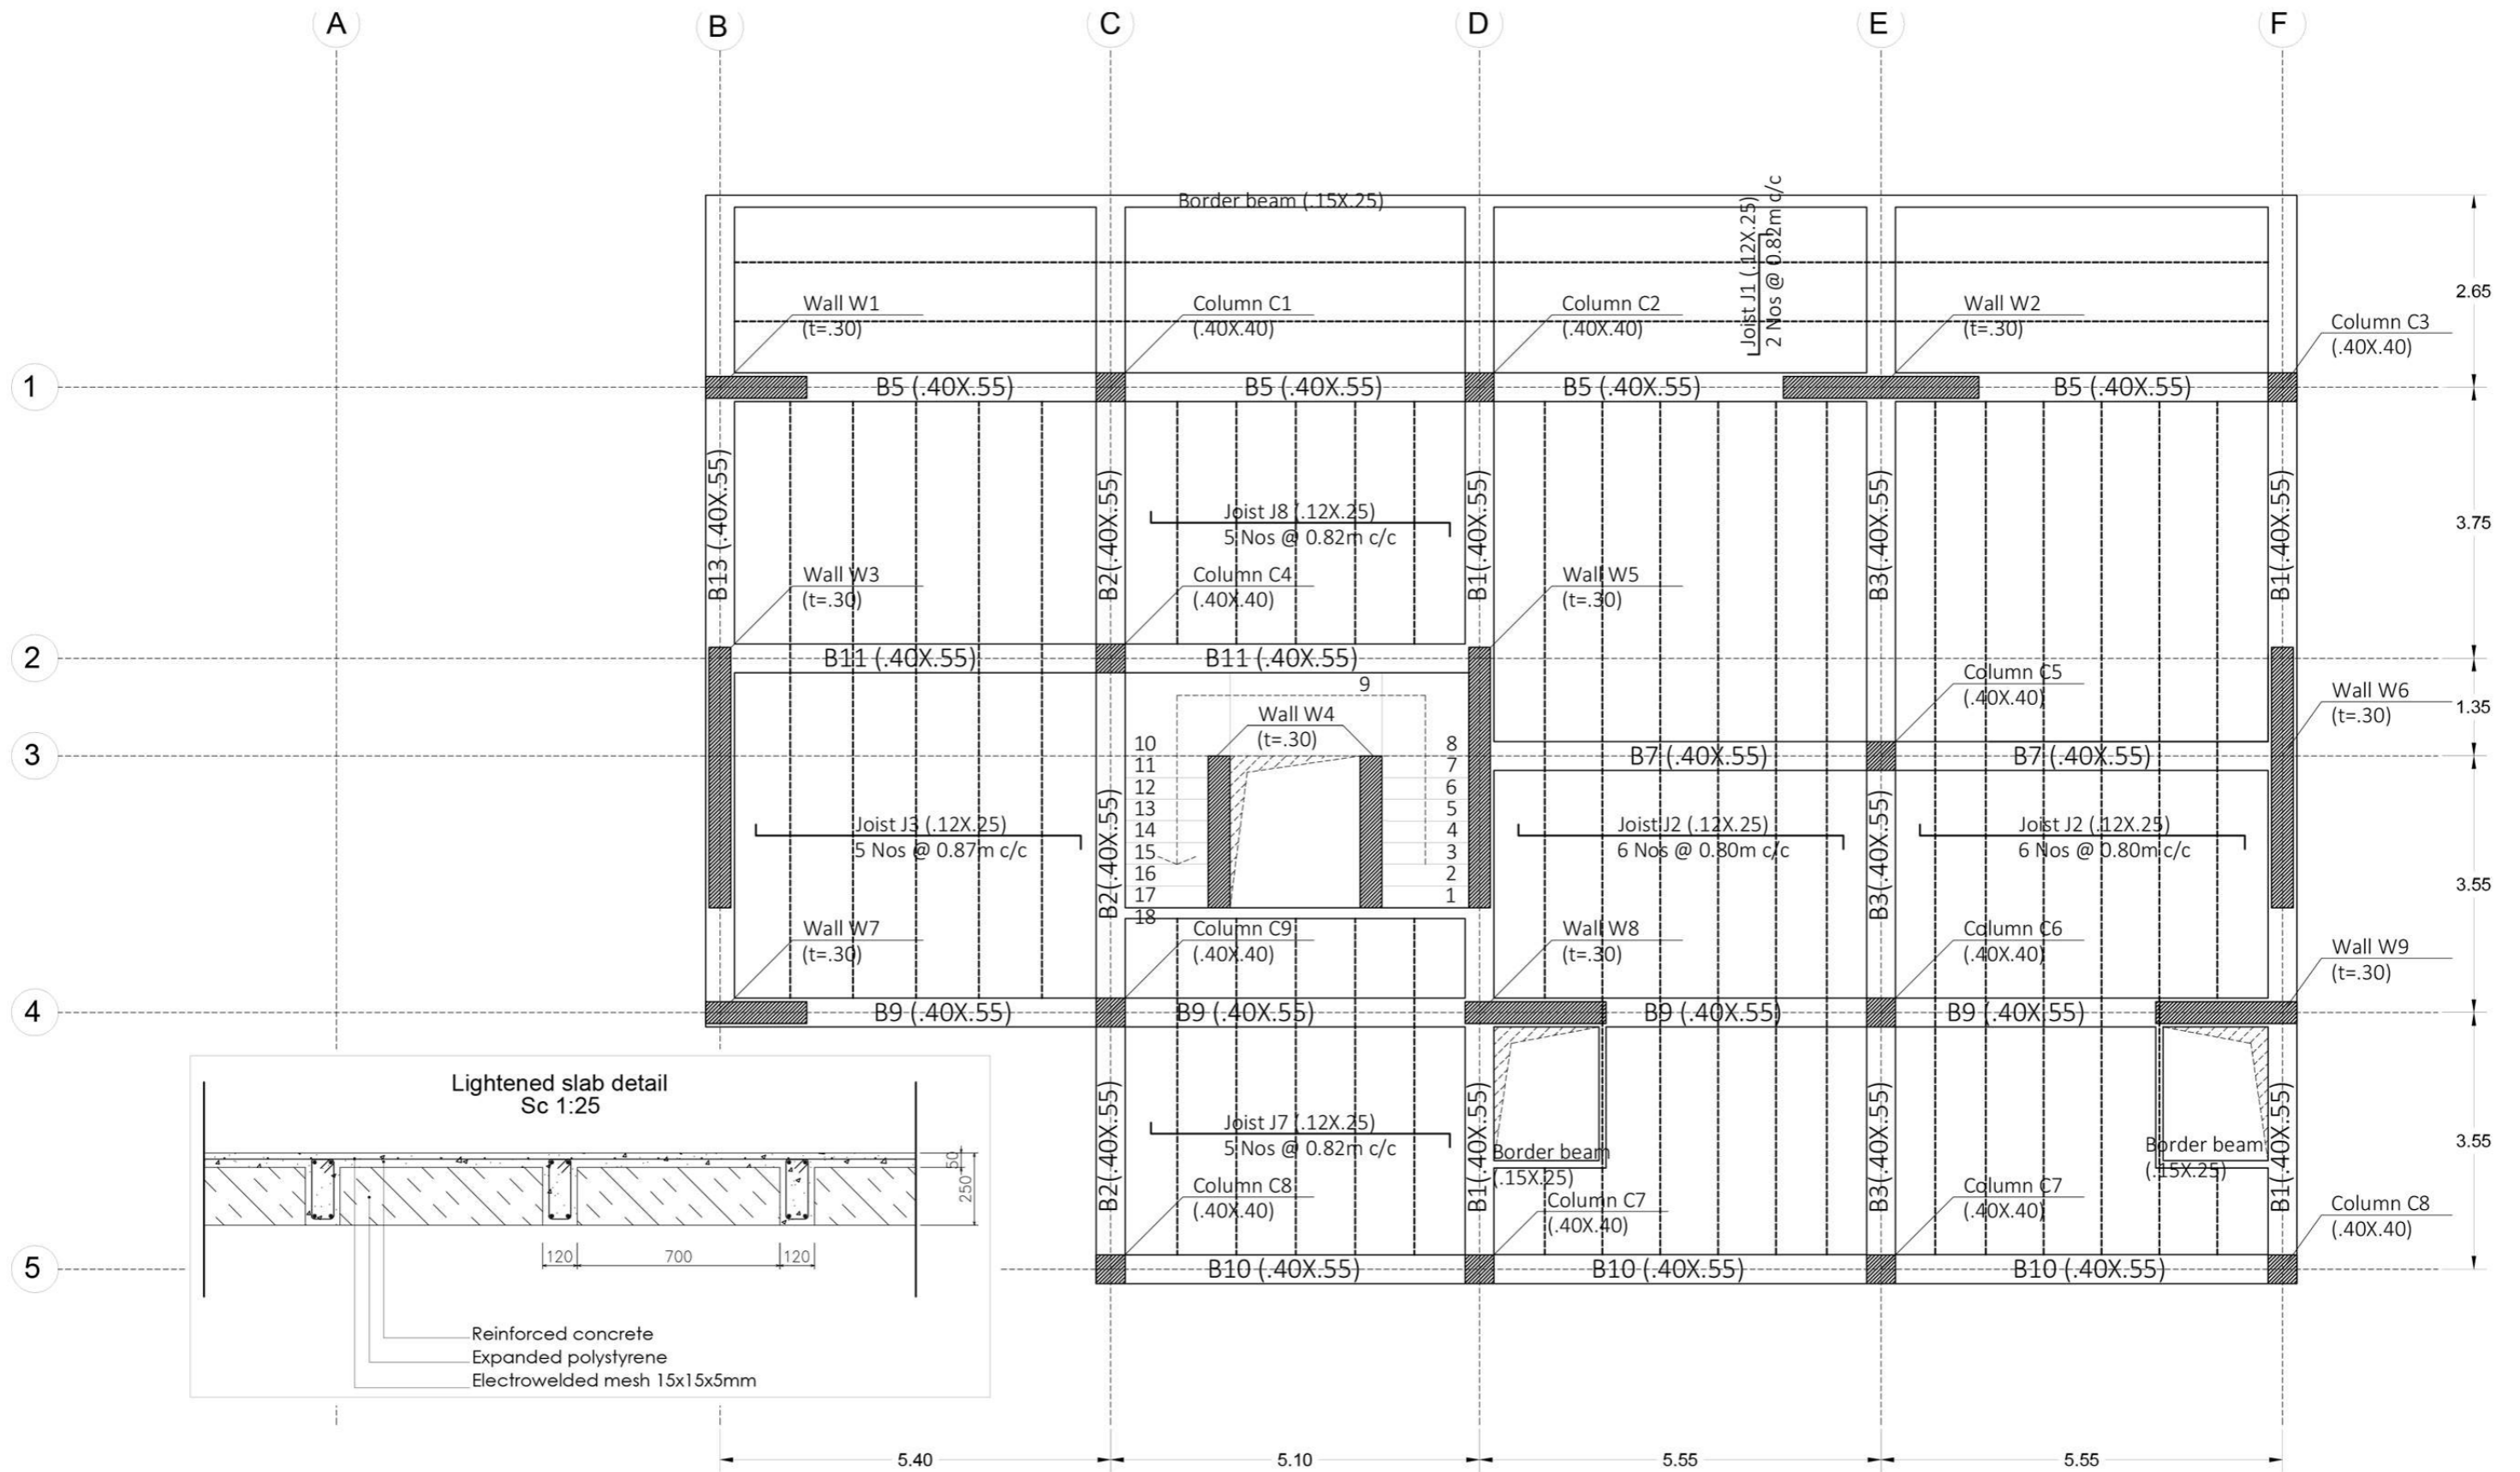 A
B
C
D
E
F
Border beam (.15X.25)
Joist J1 (.12X.25)
2 Nos @ 0.82m c/c
2.65
Wall W1
(t=.30)
Column C1
(.40X.40)
Column C2
(.40X.40)
Wall W2
(t=.30)
Column C3
(.40X.40)
1
B5 (.40X.55)
B5 (.40X.55)
B5 (.40X.55)
B5 (.40X.55)
B13 (.40X.55)
B2(.40X.55)
B1(.40X.55)
B3(.40X.55)
B1(.40X.55)
3.75
Joist J8 (.12X.25)
5 Nos @ 0.82m c/c
Wall W3
(t=.30)
Column C4
(.40X.40)
Wall W5
(t=.30)
2
B11 (.40X.55)
B11 (.40X.55)
Column C5
(.40X.40)
9
Wall W6
(t=.30)
1.35
Wall W4
(t=.30)
3
B7 (.40X.55)
B7 (.40X.55)
10
11
12
13
14
15
16
17
18
8
7
6
5
4
3
2
1
B2(.40X.55)
B3(.40X.55)
Joist J3 (.12X.25)
5 Nos @ 0.87m c/c
Joist J2 (.12X.25)
6 Nos @ 0.80m c/c
Joist J2 (.12X.25)
6 Nos @ 0.80m c/c
3.55
Wall W7
(t=.30)
Column C9
(.40X.40)
Wall W8
(t=.30)
Column C6
(.40X.40)
Wall W9
(t=.30)
4
B9 (.40X.55)
B9 (.40X.55)
B9 (.40X.55)
B9 (.40X.55)
B2(.40X.55)
B1(.40X.55)
B3(.40X.55)
B1(.40X.55)
3.55
Joist J7 (.12X.25)
5 Nos @ 0.82m c/c
Border beam
(.15X.25)
Border beam
(.15X.25)
Column C8
(.40X.40)
Column C7
(.40X.40)
Column C7
(.40X.40)
Column C8
(.40X.40)
5
B10 (.40X.55)
B10 (.40X.55)
B10 (.40X.55)
Lightened slab detail
Sc 1:25
50
250
120
700
120
Reinforced concrete
Expanded polystyrene
Electrowelded mesh 15x15x5mm
5.40
5.10
5.55
5.55